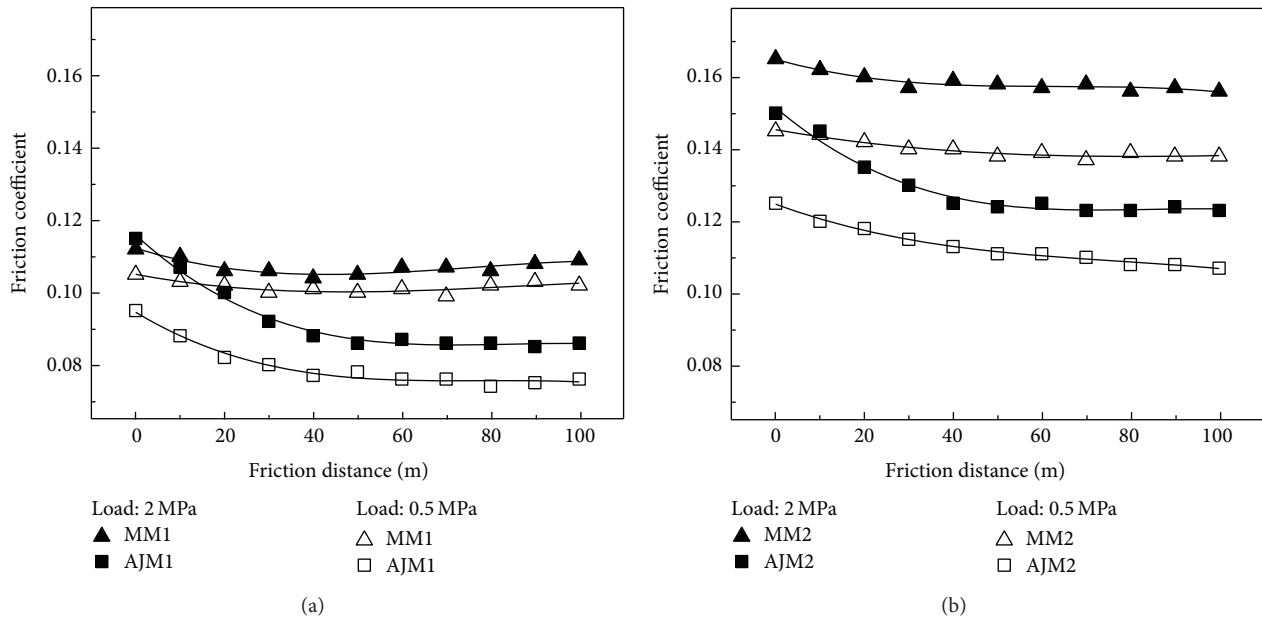 0.16
0.14
0.12
0.10
0.08
Friction coefficient
0 20 40 60 80 100
Friction distance (m)
Load: 2 MPa Load: 0.5 MPa
MM1 MM1
AJM1 AJM1
(a)
0.16
0.14
0.12
0.10
0.08
Friction coefficient
0 20 40 60 80 100
Friction distance (m)
Load: 2 MPa Load: 0.5 MPa
MM2 MM2
AJM2 AJM2
(b)